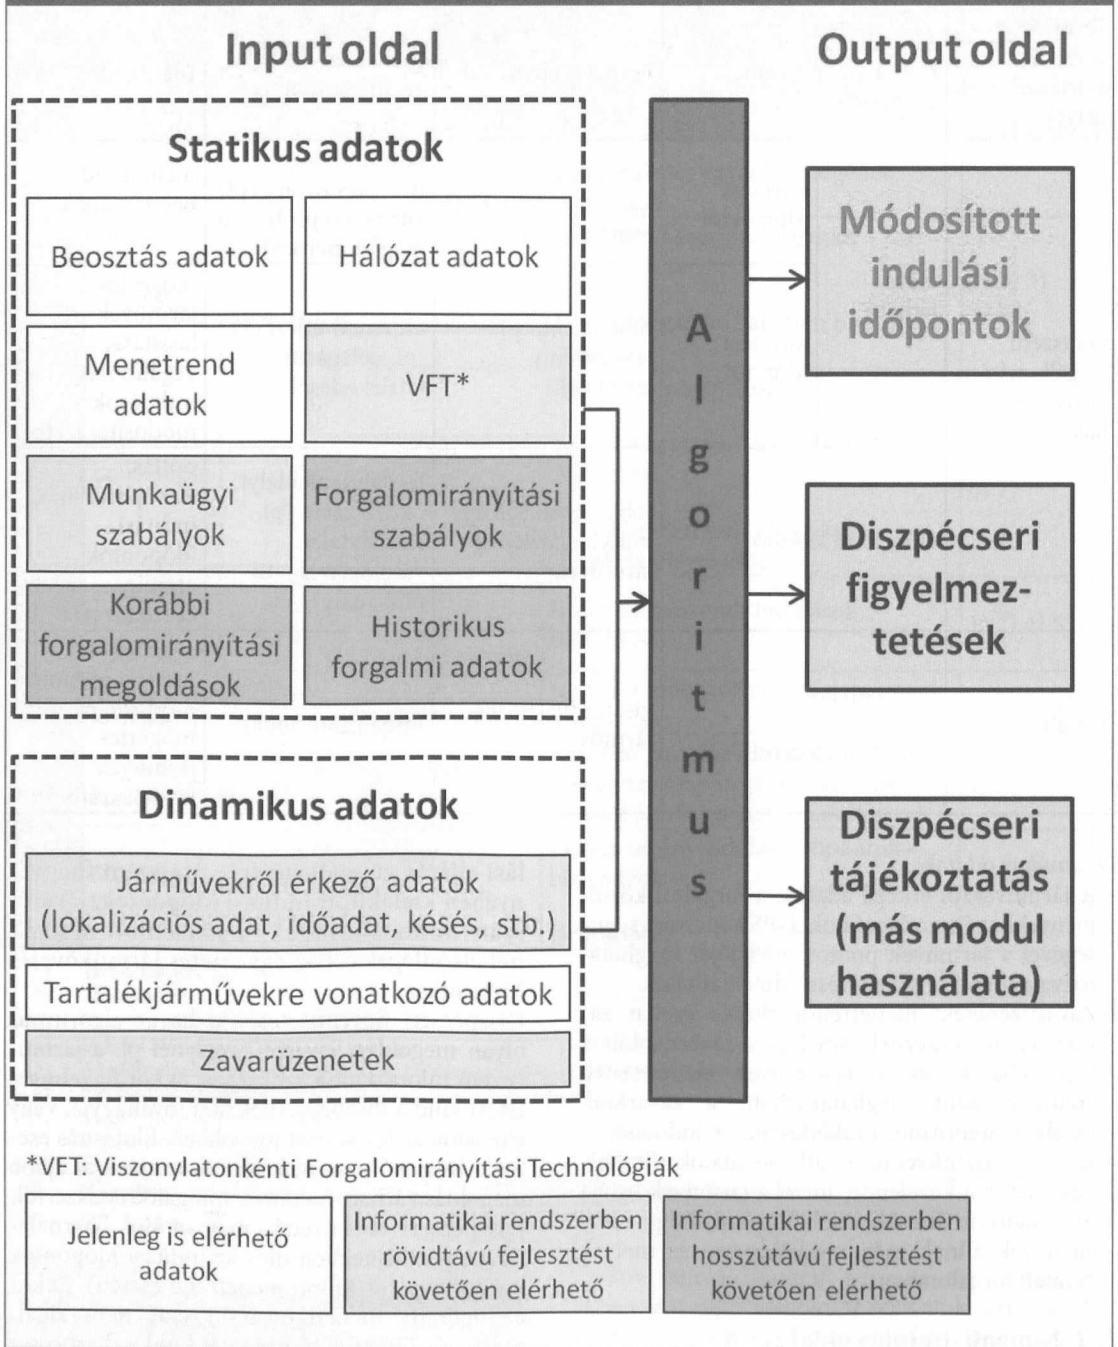 Input oldal
Output oldal
Statikus adatok
Beosztás adatok
Hálózat adatok
Menetrend
adatok
VFT*
Munkaügyi
szabályok
Forgalomirányítási
szabályok
Korábbi
forgalomirányítási
megoldások
Historikus
forgalmi adatok
Dinamikus adatok
Járművekről érkező adatok
(lokalizációs adat, időadat, késés, stb.)
Tartalékjárművekre vonatkozó adatok
Zavarüzenetek
Algoritmus
Módosított
indulási
időpontok
Diszpécseri
figyelmez-
tetések
Diszpécseri
tájékoztatás
(más modul
használata)
*VFT: Viszonylatonkénti Forgalomirányítási Technológiák
Jelenleg is elérhető
adatok
Informatikai rendszerben
rövidtávú fejlesztést
követően elérhető
Informatikai rendszerben
hosszútávú fejlesztést
követően elérhető